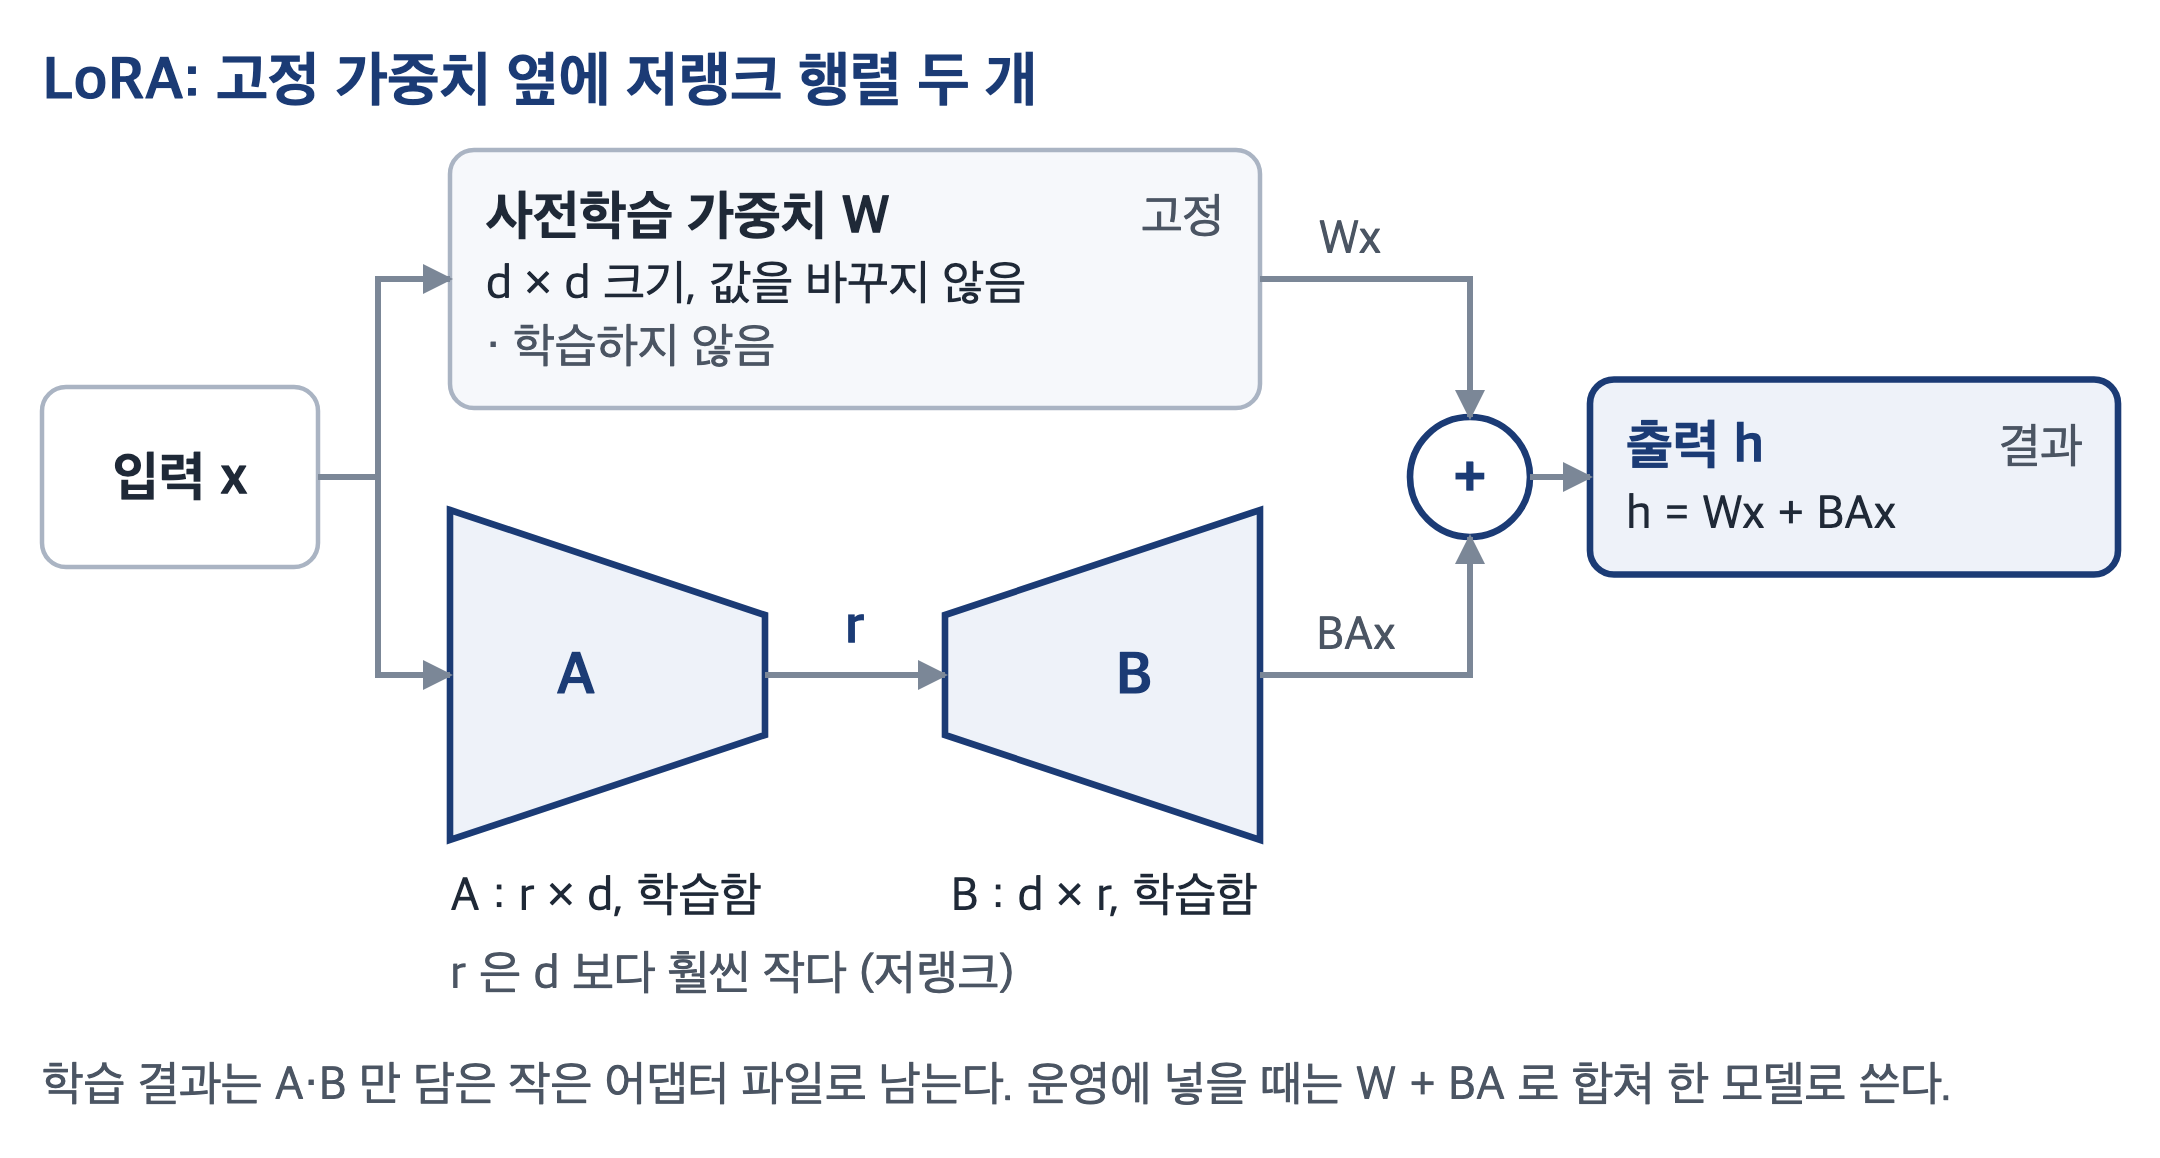 LoRA: 고정 가중치 옆에 저랭크 행렬 두 개
사전학습 가중치 W
고정
d × d 크기, 값을 바꾸지 않음
· 학습하지 않음
Wx
입력 x
+
출력 h
결과
h = Wx + BAx
A
r
B
BAx
A : r × d, 학습함
B : d × r, 학습함
r 은 d 보다 훨씬 작다 (저랭크)
학습 결과는 A·B 만 담은 작은 어댑터 파일로 남는다. 운영에 넣을 때는 W + BA 로 합쳐 한 모델로 쓴다.